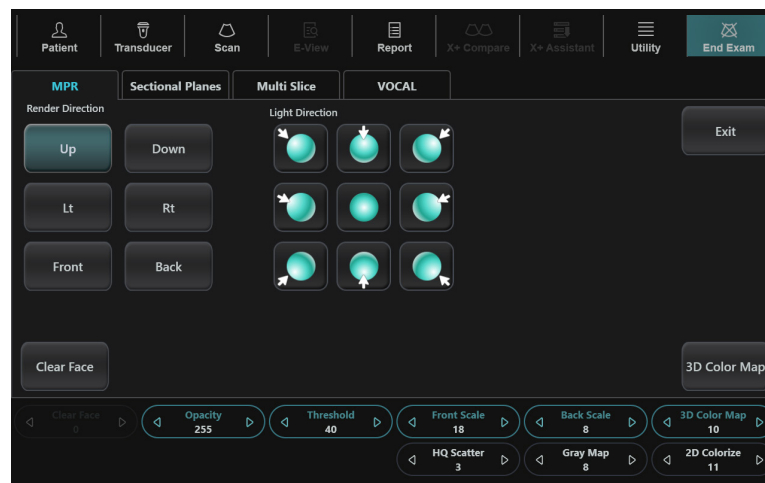 Patient
Transducer
Scan
E-View
Report
X+ Compare
X+ Assistant
Utility
End Exam
MPR
Sectional Planes
Multi Slice
VOCAL
Render Direction
Light Direction
Up
Down
Exit
Lt
Rt
Front
Back
Clear Face
3D Color Map
Clear Face
0
Opacity
255
Threshold
40
Front Scale
18
Back Scale
8
3D Color Map
10
HQ Scatter
3
Gray Map
8
2D Colorize
11